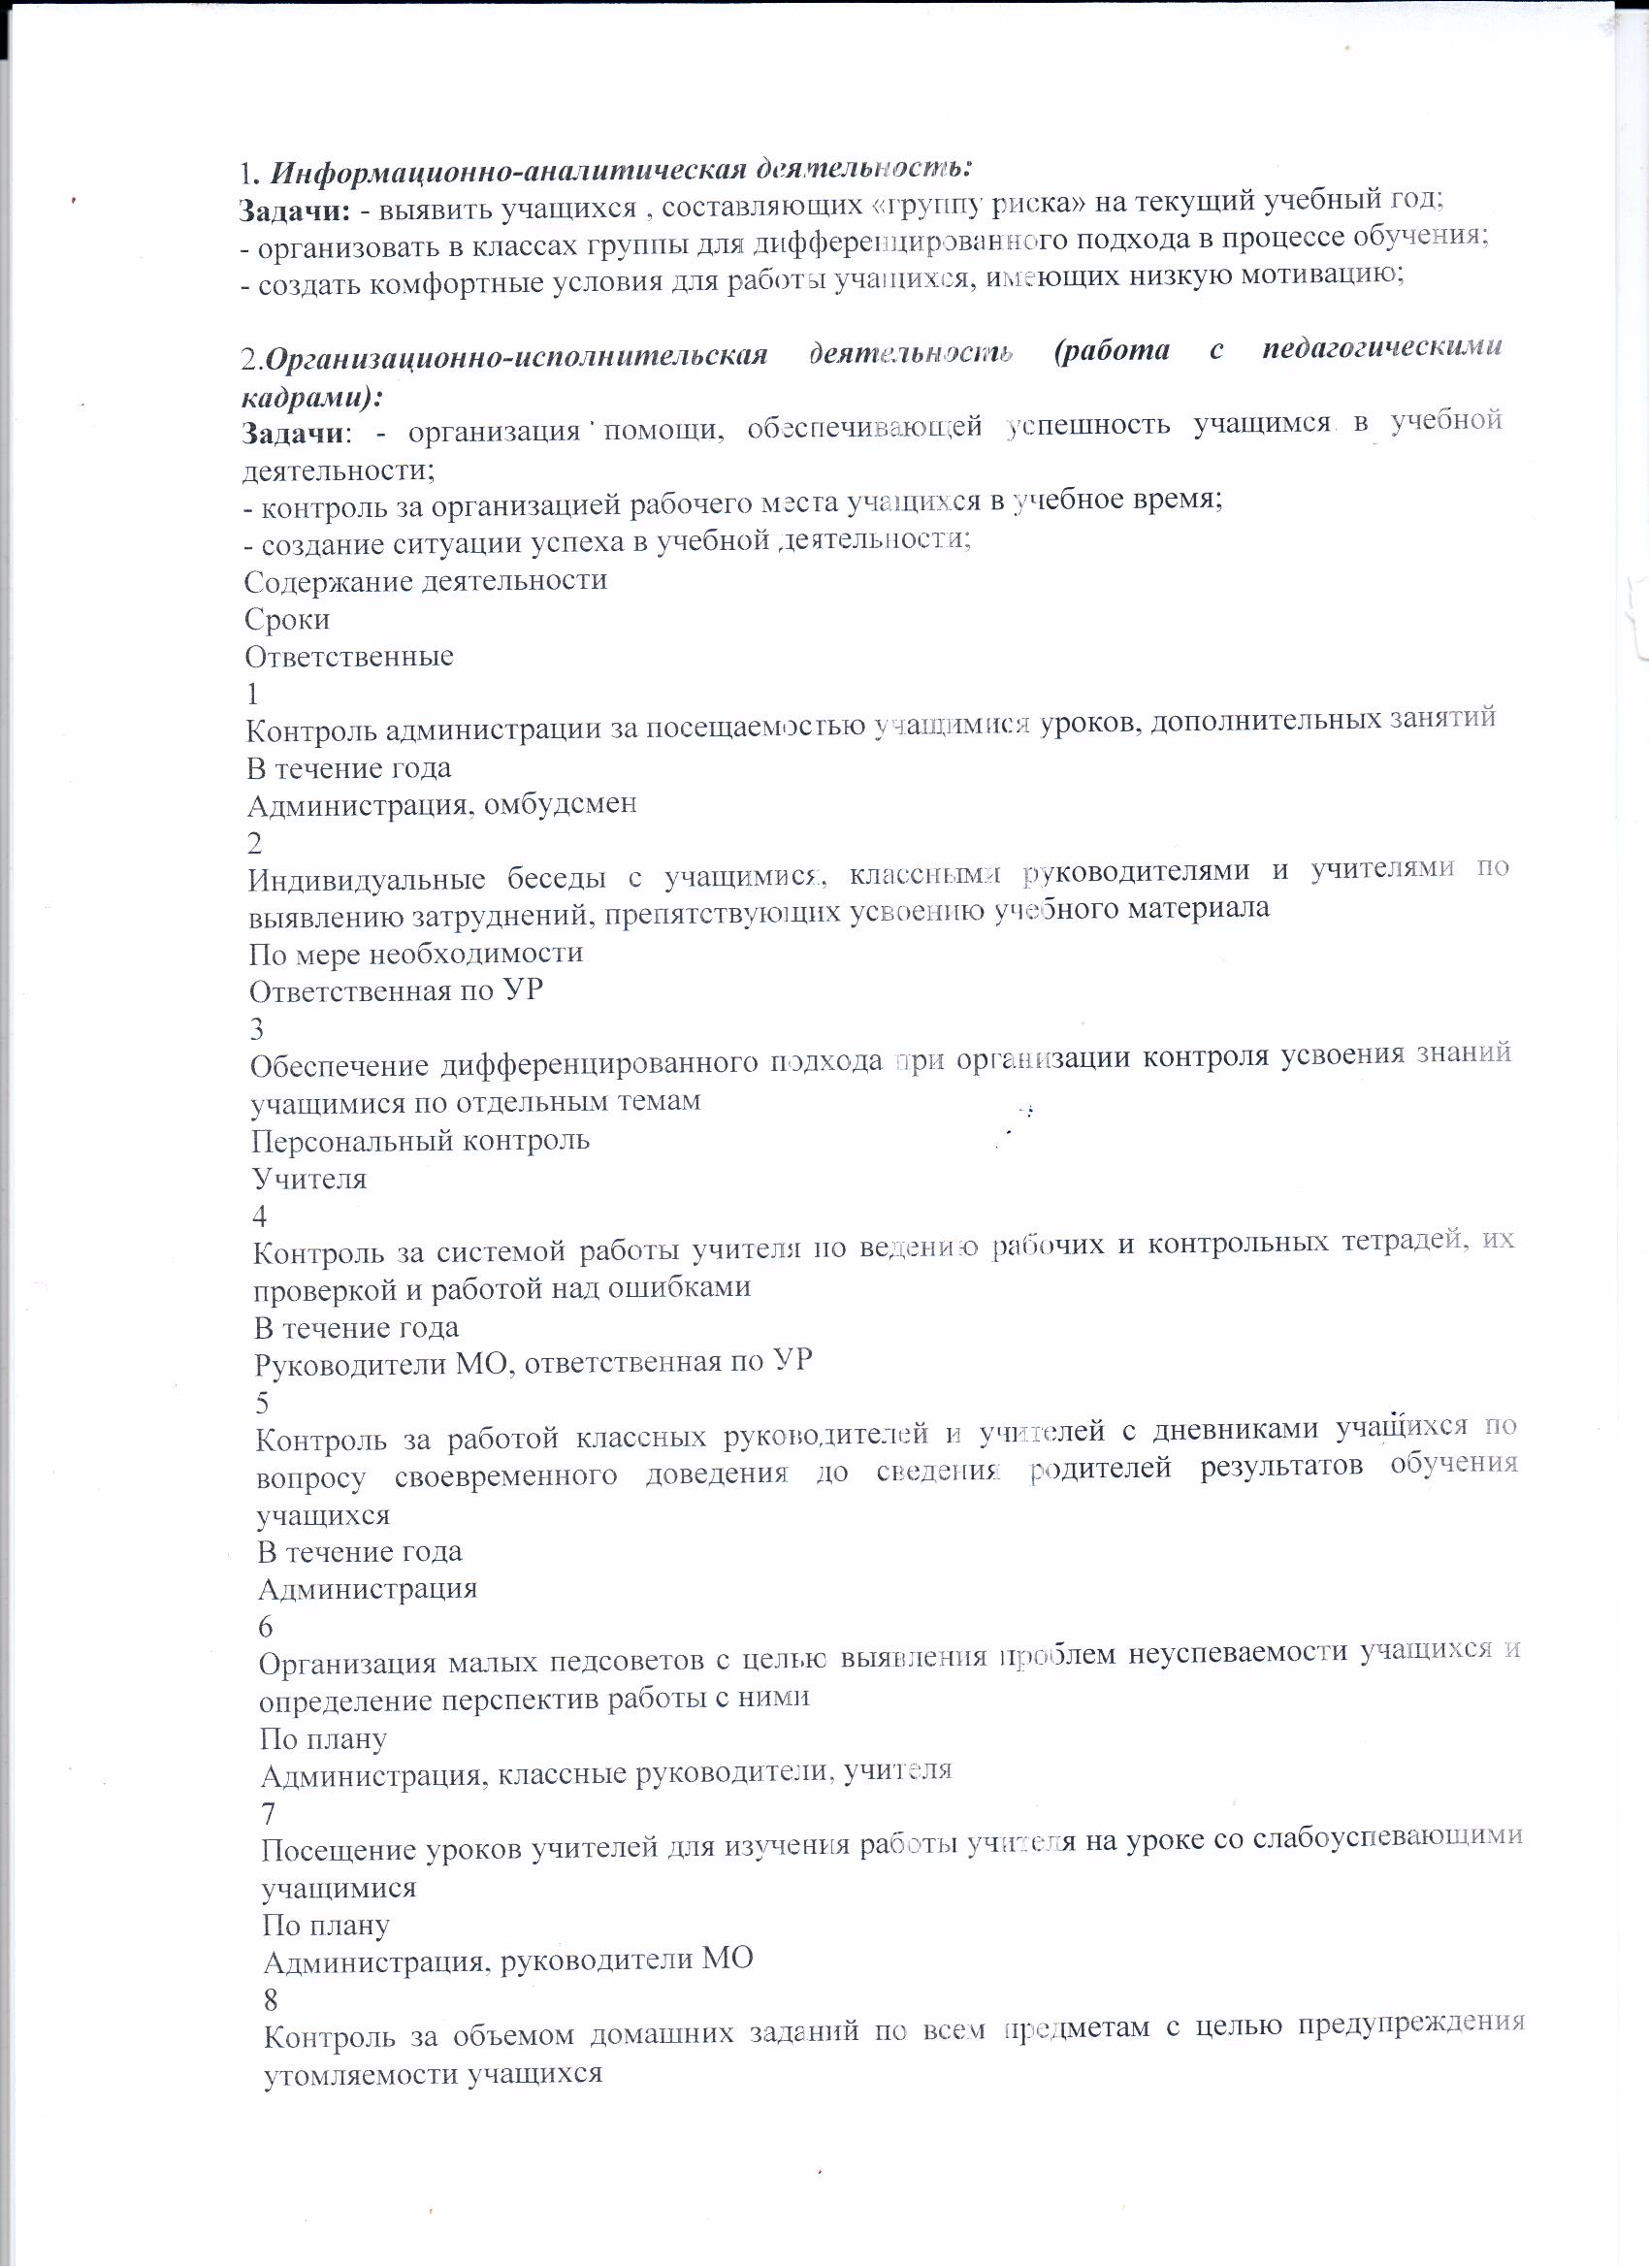 1. Информационно-аналитическая деятельность:
Задачи: - выявить учащихся , составляющих «группу риска» на текущий учебный год;
- организовать в классах группы для дифференцированного подхода в процессе обучения;
- создать комфортные условия для работы учащихся, имеющих низкую мотивацию;
2.Организационно-исполнительская деятельность (работа с педагогическими
кадрами):
Задачи: - организация помощи, обеспечивающей успешность учащимся в учебной
деятельности;
- контроль за организацией рабочего места учащихся в учебное время;
- создание ситуации успеха в учебной деятельности;
Содержание деятельности
Сроки
Ответственные
1
Контроль администрации за посещаемостью учащимися уроков, дополнительных занятий
В течение года
Администрация, омбудсмен
2
Индивидуальные беседы с учащимися, классными руководителями и учителями по
выявлению затруднений, препятствующих усвоению учебного материала
По мере необходимости
Ответственная по УР
3
Обеспечение дифференцированного подхода при организации контроля усвоения знаний
учащимися по отдельным темам
Персональный контроль
Учителя
4
Контроль за системой работы учителя по ведению рабочих и контрольных тетрадей, их
проверкой и работой над ошибками
В течение года
Руководители МО, ответственная по УР
5
Контроль за работой классных руководителей и учителей с дневниками учащихся по
вопросу своевременного доведения до сведения родителей результатов обучения
учащихся
В течение года
Администрация
6
Организация малых педсоветов с целью выявления проблем неуспеваемости учащихся и
определение перспектив работы с ними
По плану
Администрация, классные руководители, учителя
7
Посещение уроков учителей для изучения работы учителя на уроке со слабоуспевающими
учащимися
По плану
Администрация, руководители МО
8
Контроль за объемом домашних заданий по всем предметам с целью предупреждения
утомляемости учащихся